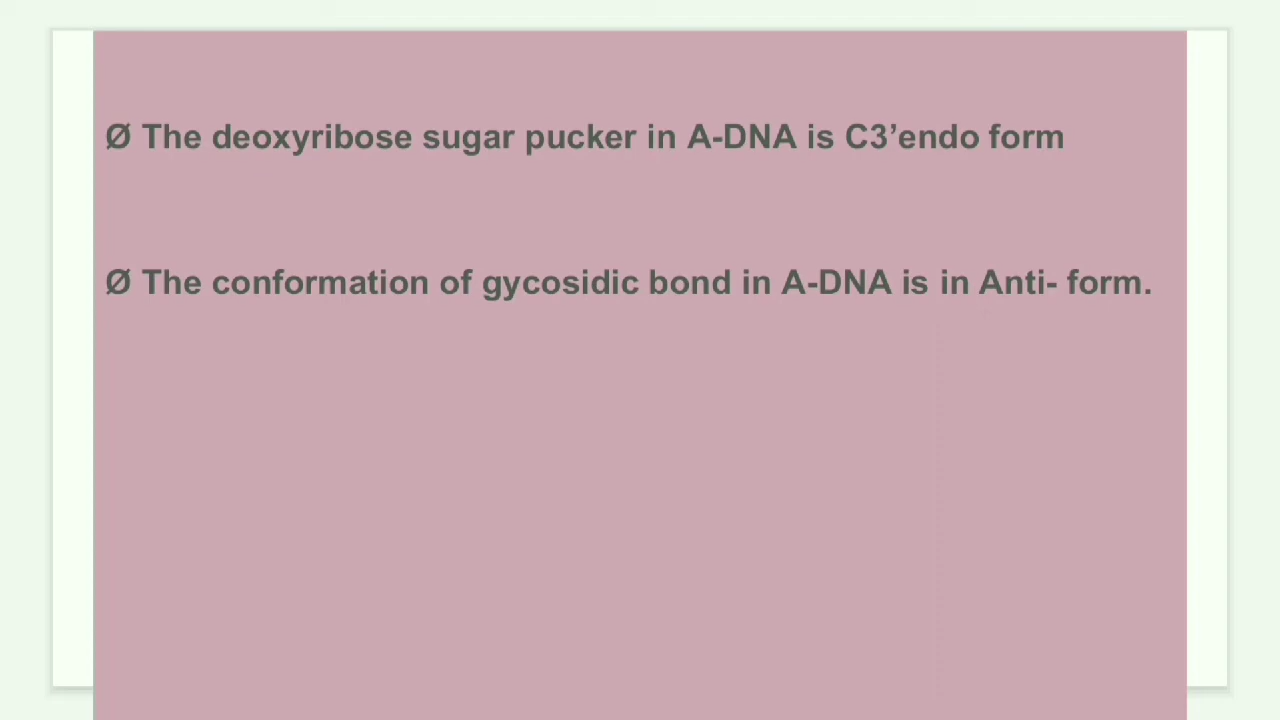 Ø The deoxyribose sugar pucker in A-DNA is C3’endo form
Ø The conformation of gycosidic bond in A-DNA is in Anti- form.